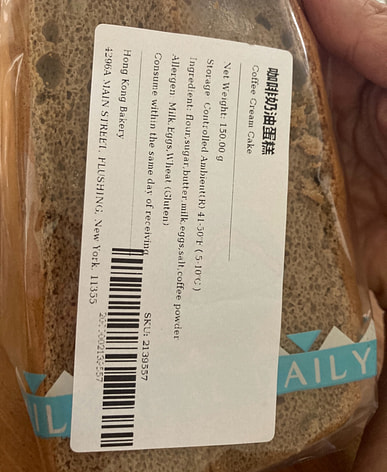 咖啡奶油蛋糕
Coffee Cream Cake
Net Weight: 150.00 g
Storage Controlled Ambient(R) 41-50°F ( 5-10°C )
Ingredient: flour,sugar,butter,milk,eggs,salt,coffee powder
Allergen Milk,Eggs,Wheat (Gluten)
Consume within the same day of receiving
Hong Kong Bakery
4296A MAIN STREET, FLUSHING, New York 11355
SKU: 2139557
AILY